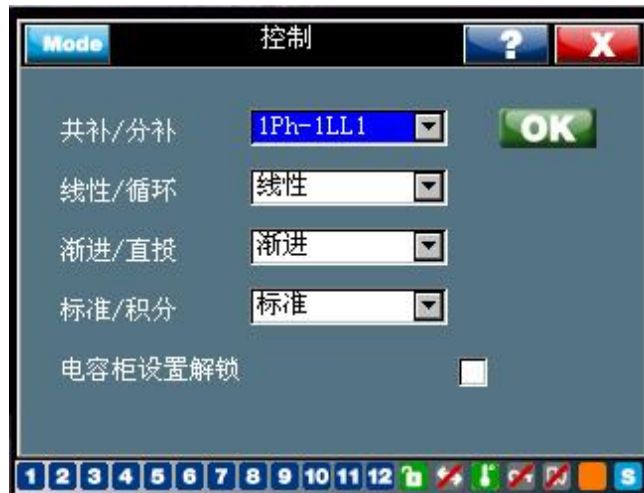 Mode 控制 ? X
共补/分补 1Ph-1LL1 OK
线性/循环 线性
渐进/直投 渐进
标准/积分 标准
电容柜设置解锁
1 2 3 4 5 6 7 8 9 10 11 12 S